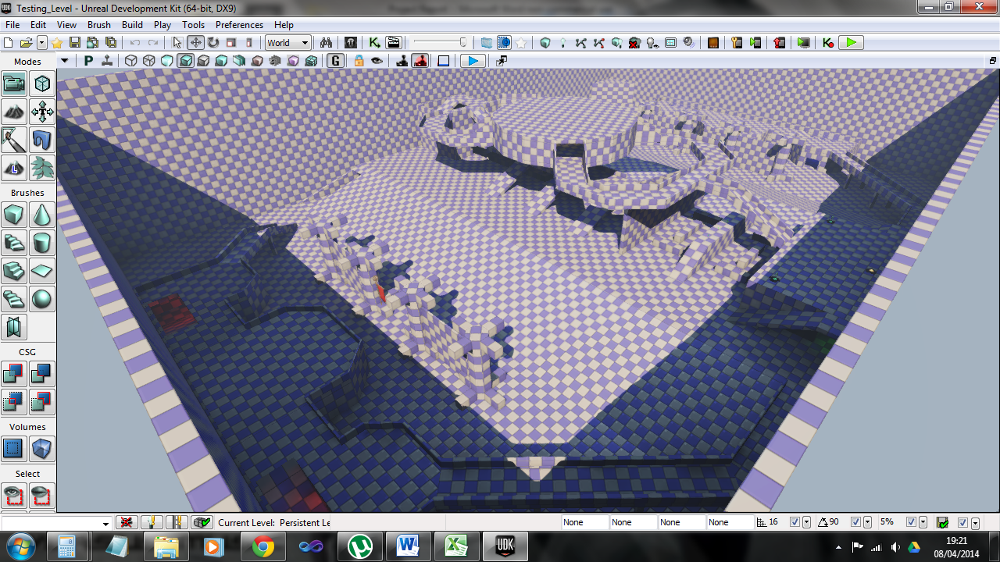 Testing_Level - Unreal Development Kit (64-bit, DX9)
File Edit View Brush Build Play Tools Preferences Help
World
Modes
P
G
L
Brushes
CSG
Volumes
Select
Current Level: Persistent Le
None None None None 16 90 5%
W
X
UDK
19:21
08/04/2014